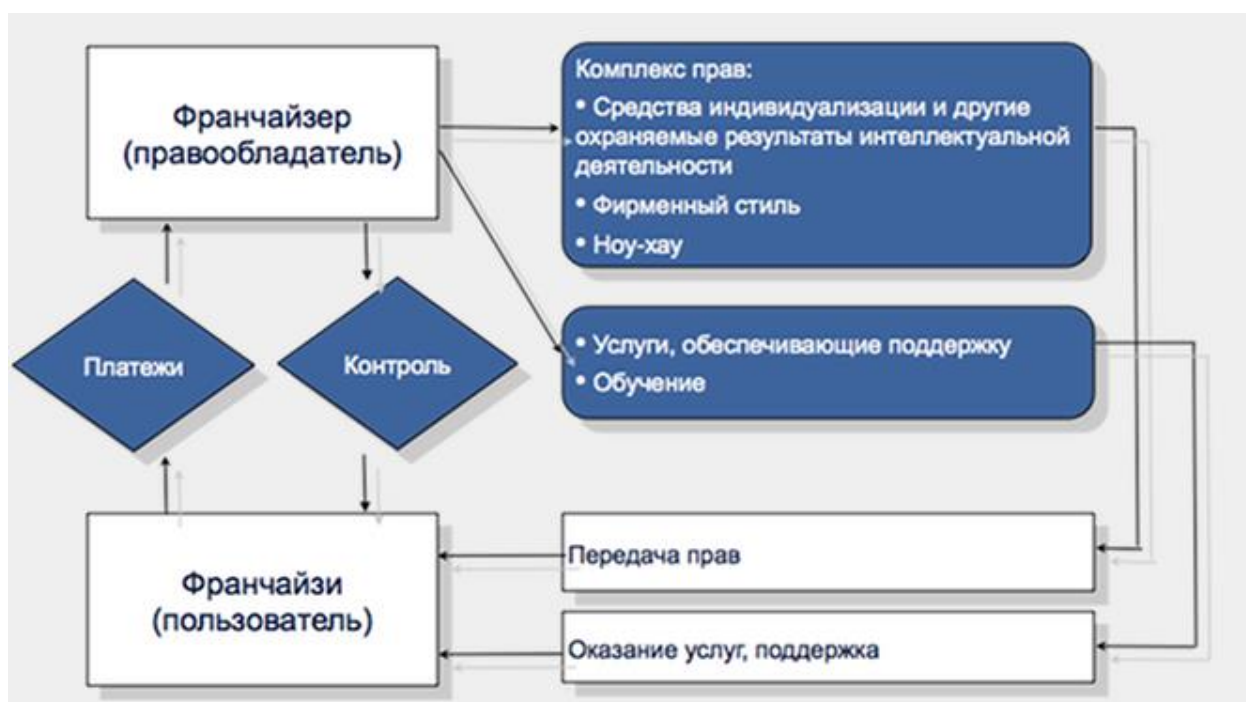 Франчайзер
(правообладатель)
Комплекс прав:
• Средства индивидуализации и другие
охраняемые результаты интеллектуальной
деятельности
• Фирменный стиль
• Ноу-хау
Платежи
Контроль
• Услуги, обеспечивающие поддержку
• Обучение
Франчайзи
(пользователь)
Передача прав
Оказание услуг, поддержка